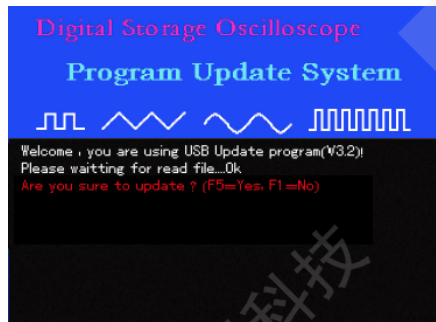 Digital Storage Oscilloscope
Program Update System
Welcome , you are using USB Update program(V3.2)!
Please waitting for read file....Ok
Are you sure to update ? (F5=Yes, F1=No)
科技